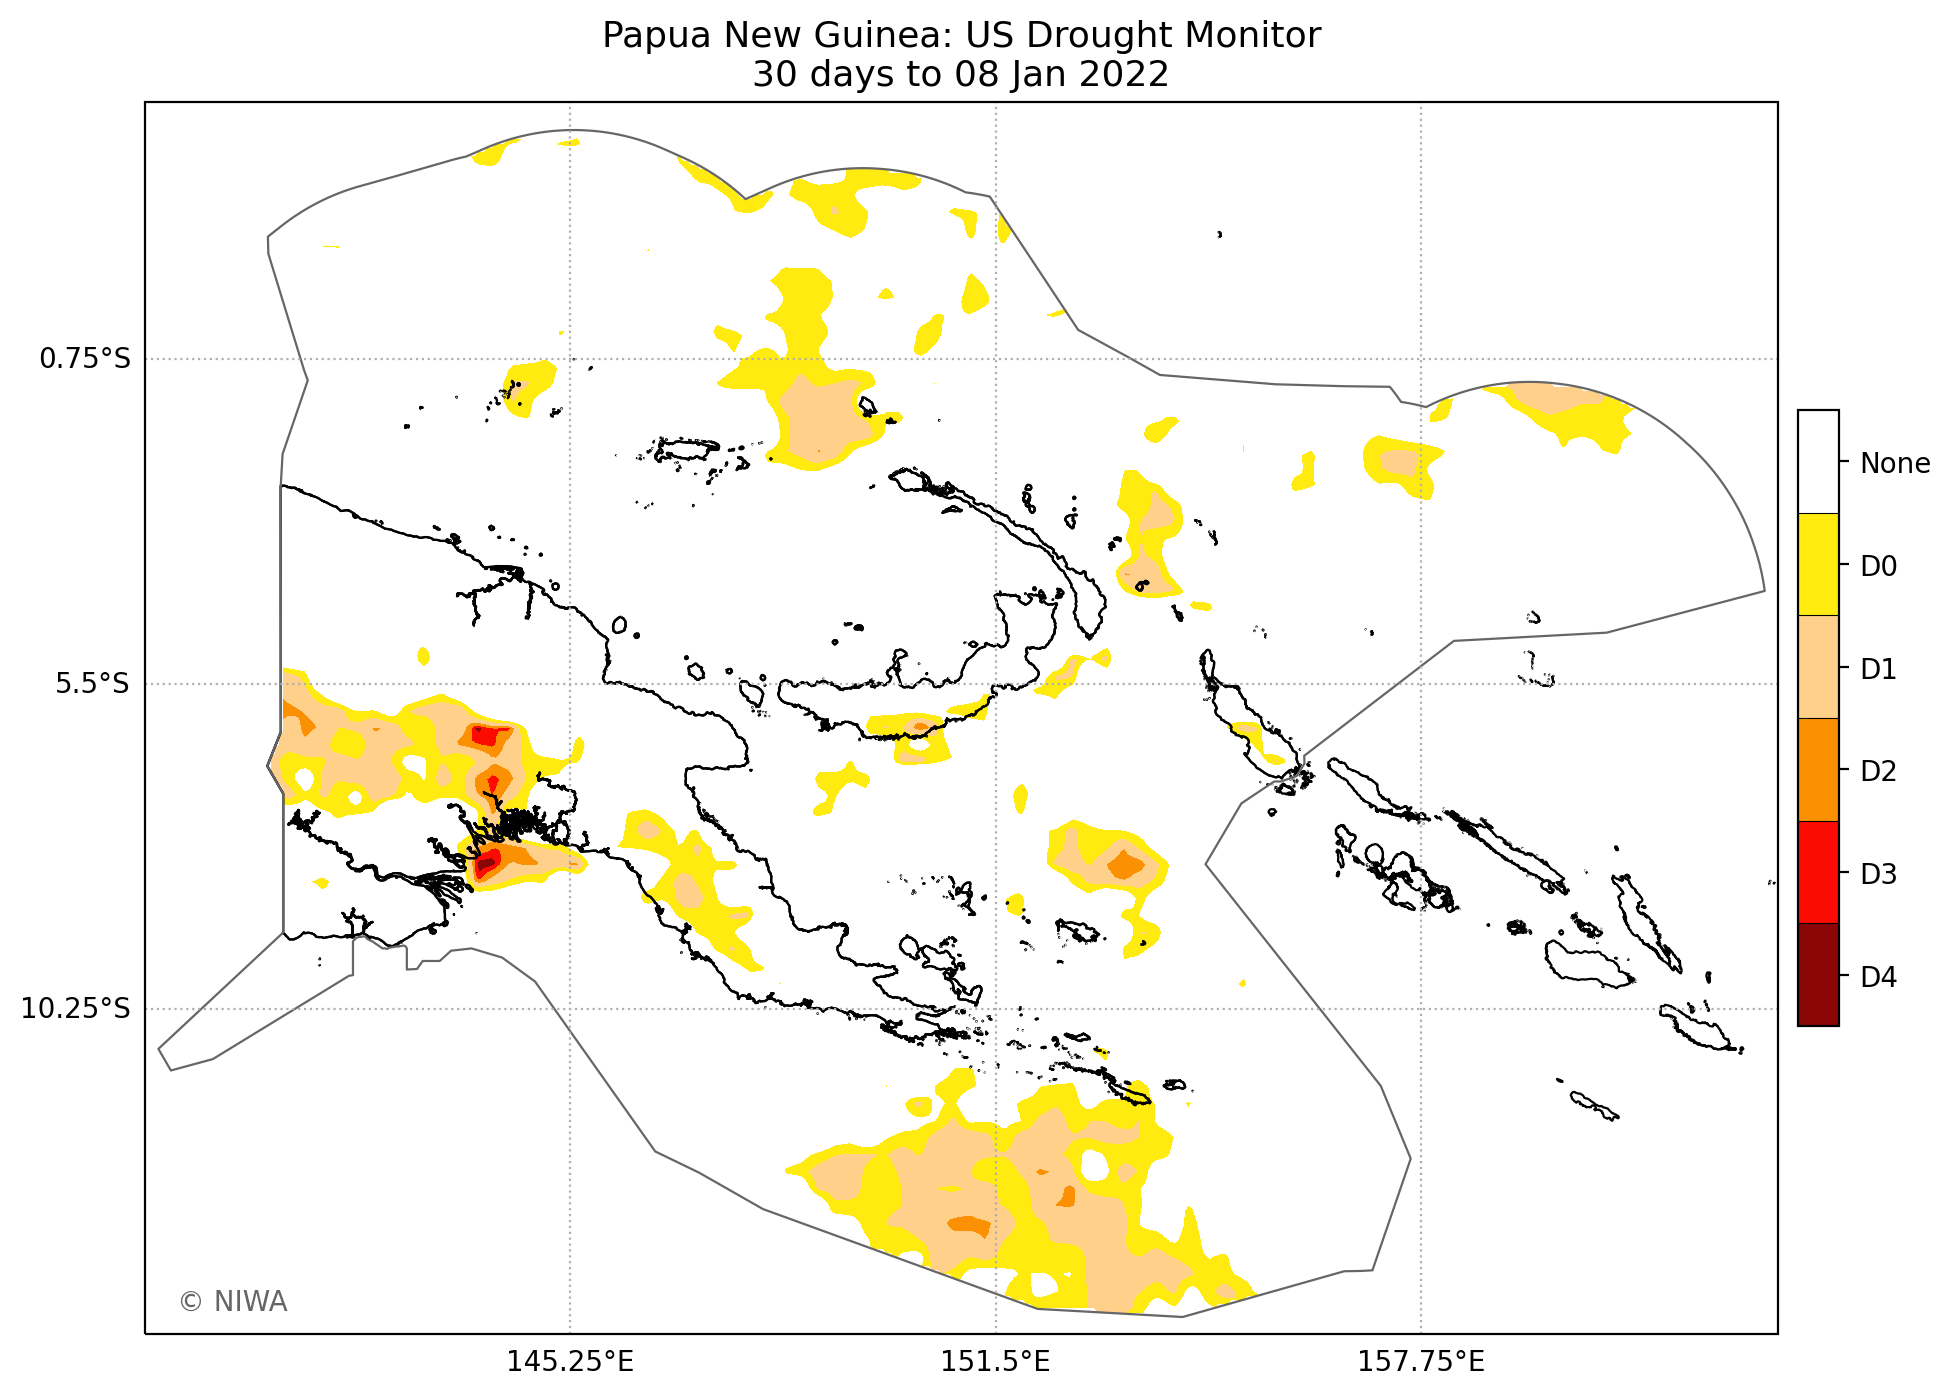 Papua New Guinea: US Drought Monitor
30 days to 08 Jan 2022
0.75°S
5.5°S
10.25°S
None
D0
D1
D2
D3
D4
© NIWA
145.25°E
151.5°E
157.75°E